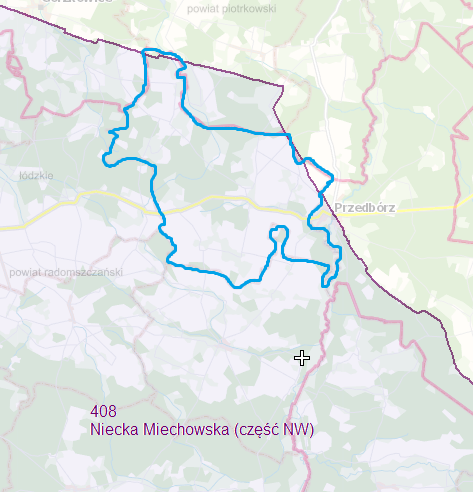 powiat piotrkowski
łódzkie
Przedbórz
powiat radomszczański
408
Niecka Miechowska (część NW)